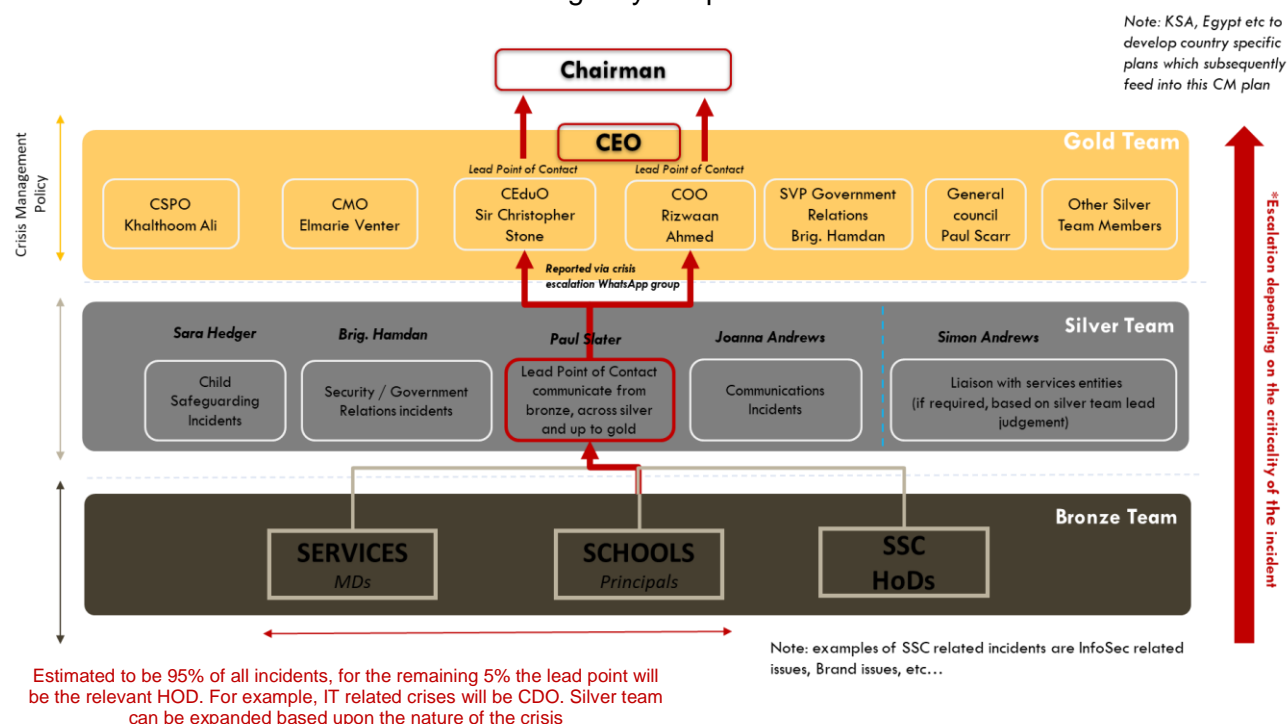 Note: KSA, Egypt etc to
develop country specific
plans which subsequently
feed into this CM plan
Chairman
Crisis Management
Policy
CEO
Gold Team
Lead Point of Contact
Lead Point of Contact
CSPO
Khalthoom Ali
CMO
Elmarie Venter
CEduO
Sir Christopher
Stone
COO
Rizwaan
Ahmed
SVP Government
Relations
Brig. Hamdan
General
council
Paul Scarr
Other Silver
Team Members
Reported via crisis
escalation WhatsApp group
*Escalation depending on the criticality of the incident
Silver Team
Sara Hedger
Brig. Hamdan
Paul Slater
Joanna Andrews
Simon Andrews
Child
Safeguarding
Incidents
Security / Government
Relations incidents
Lead Point of Contact
communicate from
bronze, across silver
and up to gold
Communications
Incidents
Liaison with services entities
(if required, based on silver team lead
judgement)
Bronze Team
SERVICES
MDs
SCHOOLS
Principals
SSC
HoDs
Note: examples of SSC related incidents are InfoSec related
issues, Brand issues, etc...
Estimated to be 95% of all incidents, for the remaining 5% the lead point will
be the relevant HOD. For example, IT related crises will be CDO. Silver team
can be expanded based upon the nature of the crisis